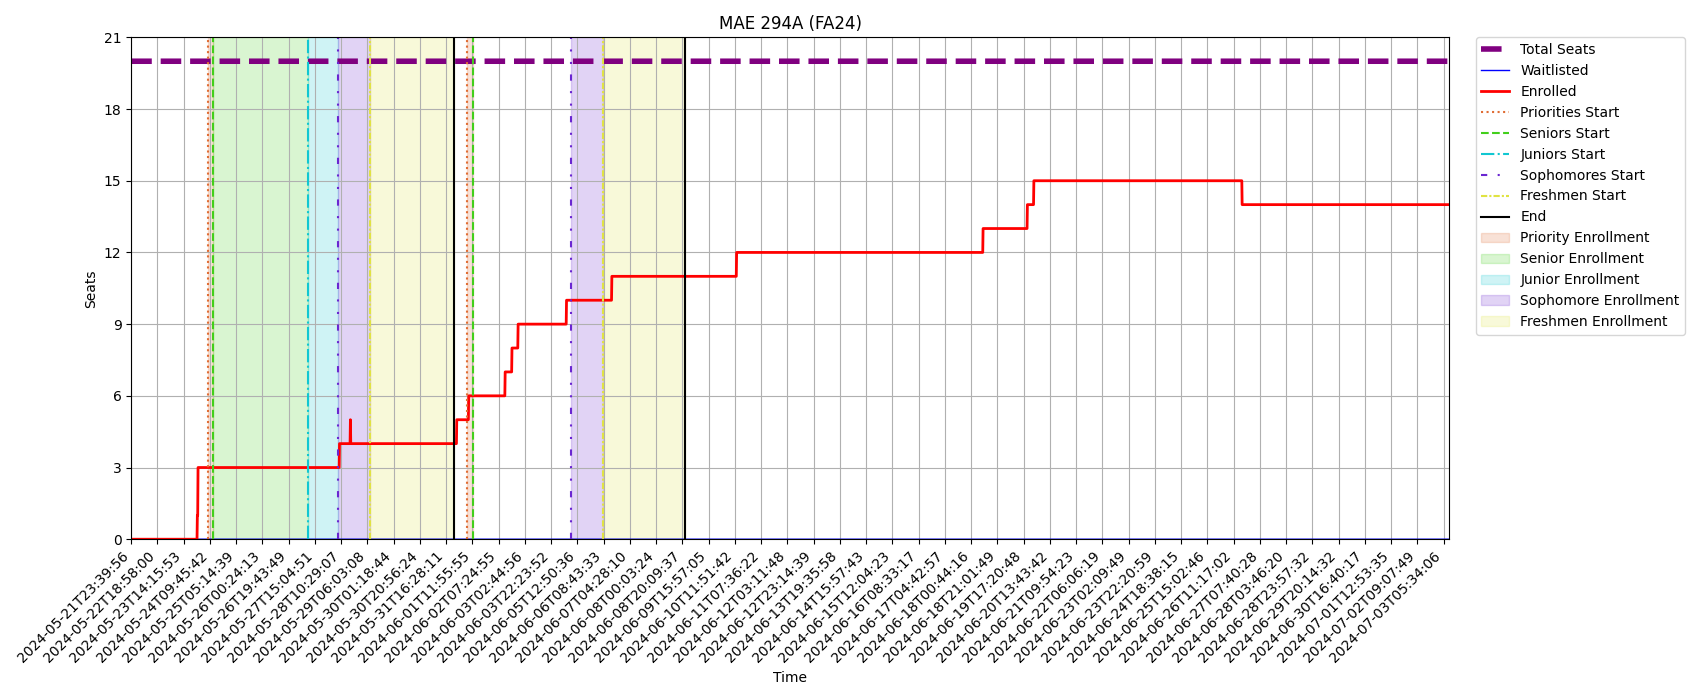 MAE 294A (FA24)
Seats
21
18
15
12
9
6
3
0
2024-05-21T23:39:56
2024-05-22T18:58:00
2024-05-23T14:15:53
2024-05-24T09:45:42
2024-05-25T05:14:39
2024-05-26T00:24:13
2024-05-26T19:43:49
2024-05-27T15:04:51
2024-05-28T10:29:07
2024-05-29T06:03:08
2024-05-30T01:18:44
2024-05-30T20:56:24
2024-05-31T16:28:11
2024-06-01T11:55:55
2024-06-02T07:24:55
2024-06-03T02:44:56
2024-06-03T22:23:52
2024-06-05T12:50:36
2024-06-06T08:43:33
2024-06-07T04:28:10
2024-06-08T00:03:24
2024-06-08T20:09:37
2024-06-09T15:57:05
2024-06-10T11:51:42
2024-06-11T07:36:22
2024-06-12T03:11:48
2024-06-12T23:14:39
2024-06-13T19:35:58
2024-06-14T15:57:43
2024-06-15T12:04:23
2024-06-16T08:33:17
2024-06-17T04:42:57
2024-06-18T00:44:16
2024-06-18T21:01:49
2024-06-19T17:20:48
2024-06-20T13:43:42
2024-06-21T09:54:23
2024-06-22T06:06:19
2024-06-23T02:09:49
2024-06-23T22:20:59
2024-06-24T18:38:15
2024-06-25T15:02:46
2024-06-26T11:17:02
2024-06-27T07:40:28
2024-06-28T03:46:20
2024-06-28T23:57:32
2024-06-29T20:14:32
2024-06-30T16:40:17
2024-07-01T12:53:35
2024-07-02T09:07:49
2024-07-03T05:34:06
Time
Total Seats
Waitlisted
Enrolled
Priorities Start
Seniors Start
Juniors Start
Sophomores Start
Freshmen Start
End
Priority Enrollment
Senior Enrollment
Junior Enrollment
Sophomore Enrollment
Freshmen Enrollment